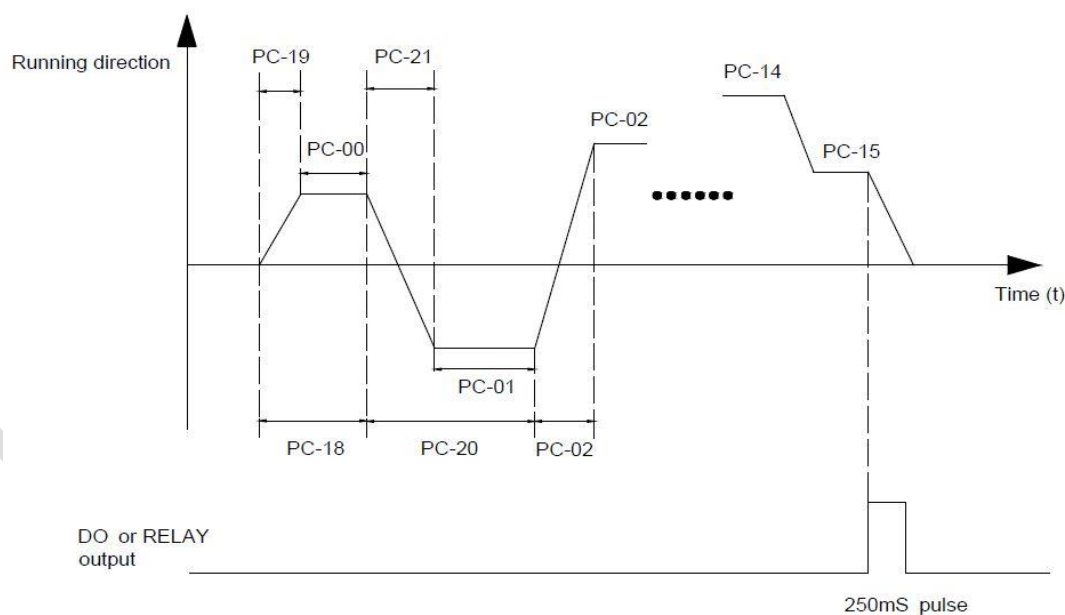 PC-19
PC-21
Running direction
PC-14
PC-02
PC-00
PC-15
Time (t)
PC-01
PC-18
PC-20
PC-02
DO or RELAY
output
250mS pulse